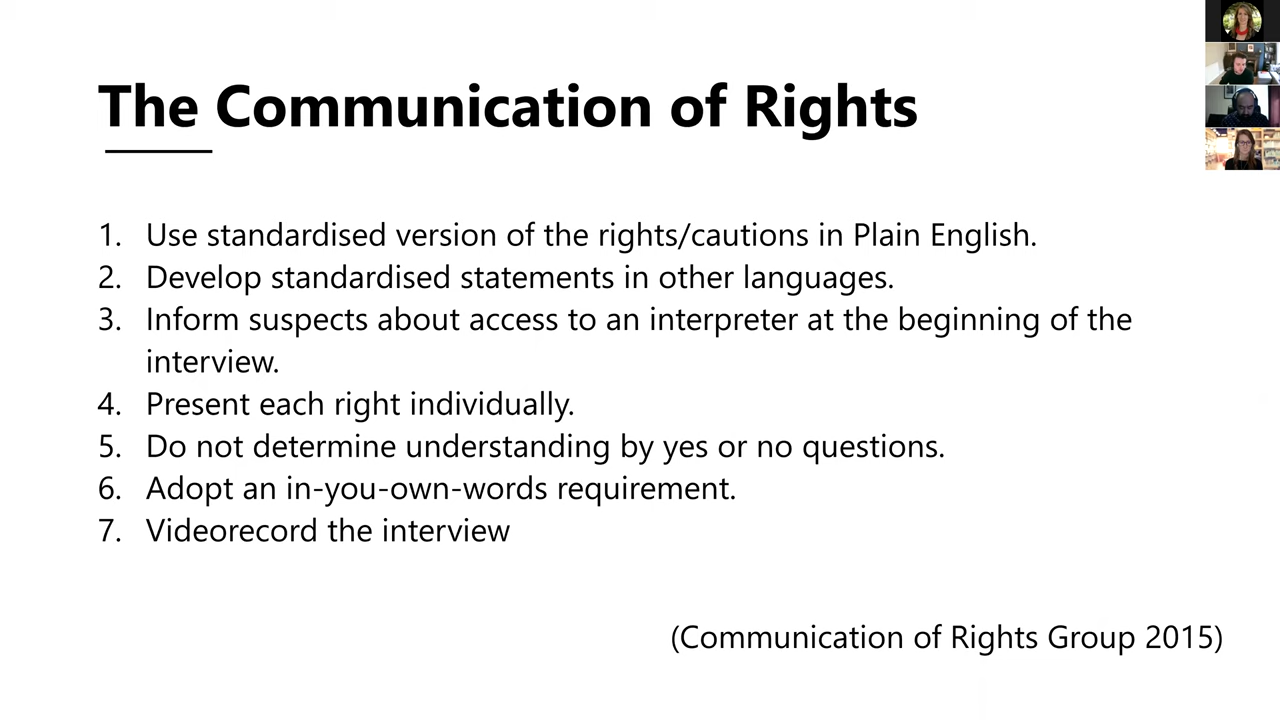 The Communication of Rights
1. Use standardised version of the rights/cautions in Plain English.
2. Develop standardised statements in other languages.
3. Inform suspects about access to an interpreter at the beginning of the
interview.
4. Present each right individually.
5. Do not determine understanding by yes or no questions.
6. Adopt an in-you-own-words requirement.
7. Videorecord the interview
(Communication of Rights Group 2015)